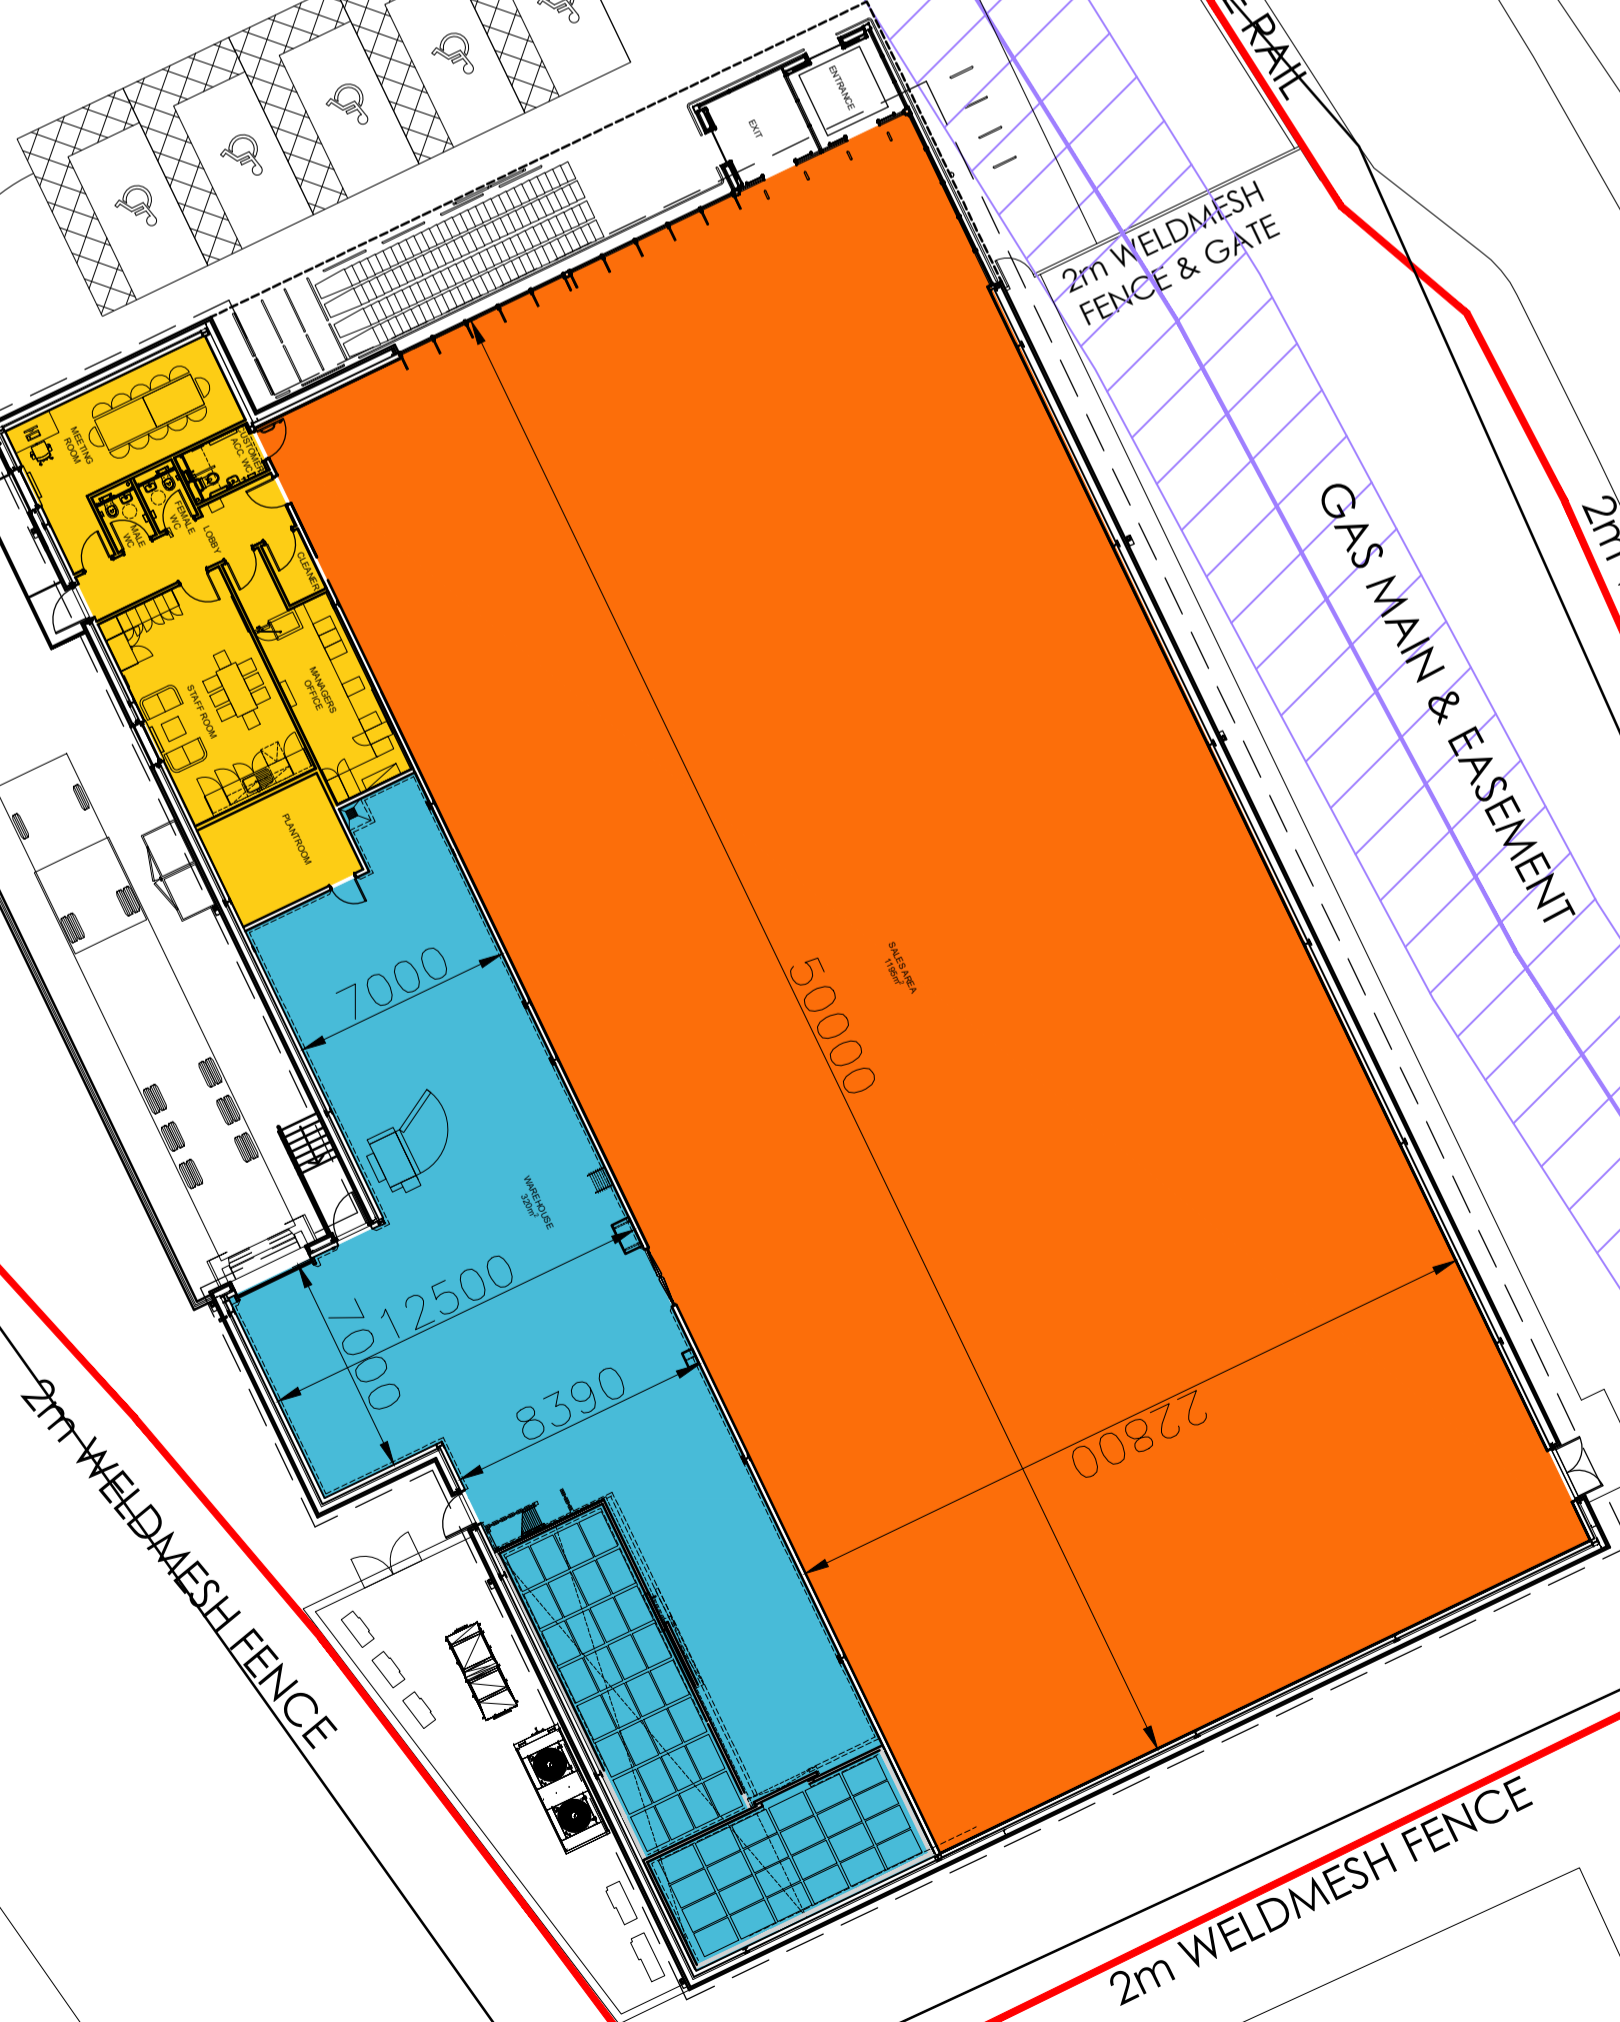 E-RAIL
ENTRANCE
EXIT
2m WELDMESH
FENCE & GATE
MEETING
ROOM
CUSTOMER
ACC. WC
FEMALE
WC
MALE
WC
LOBBY
CLEANER
GAS MAIN & EASEMENT
2m
MANAGERS
OFFICE
STAFF ROOM
PLANTROOM
7000
50000
SALES AREA
1195m²
WAREHOUSE
320m²
12500
7000
8390
22800
2m WELDMESH FENCE
2m WELDMESH FENCE